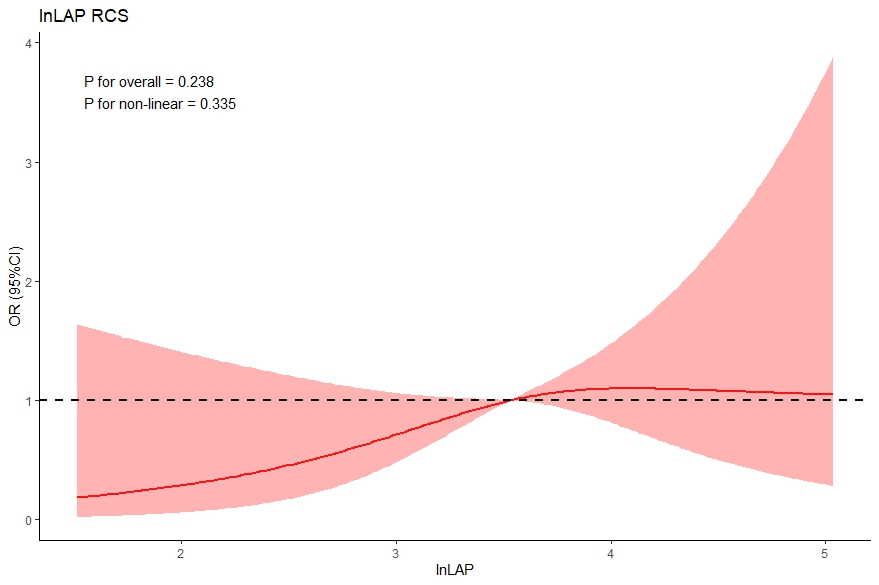 lnLAP RCS
4
P for overall = 0.238
P for non-linear = 0.335
3
OR (95%CI)
2
1
0
2 3 4 5
lnLAP